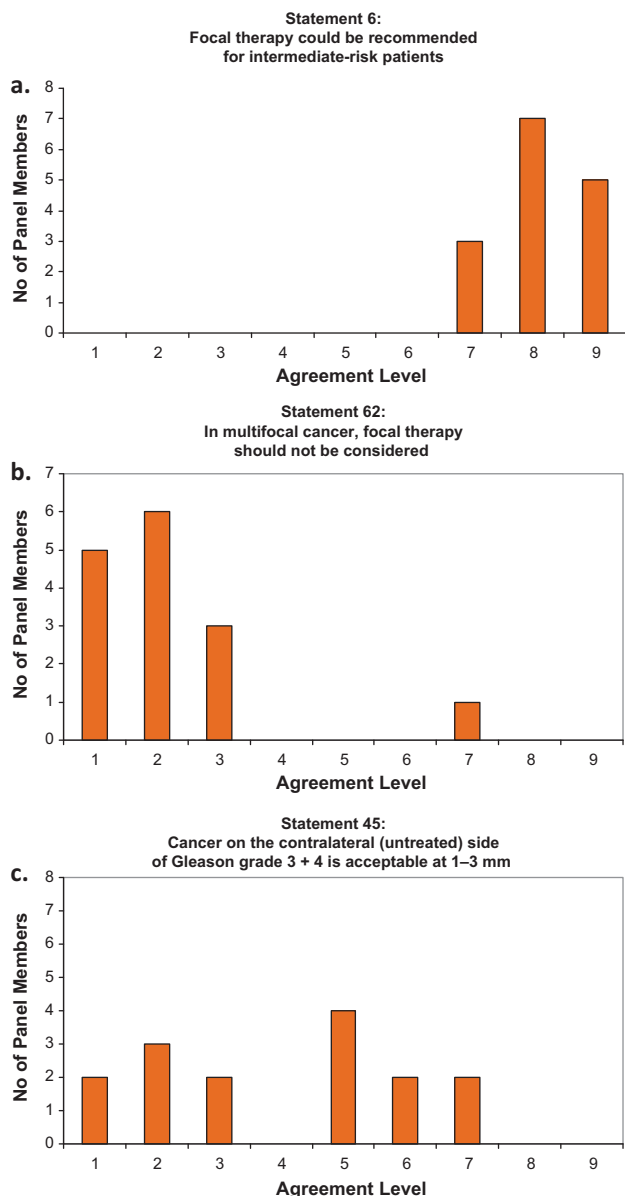 Statement 6:
Focal therapy could be recommended
for intermediate-risk patients
a.
8
7
6
5
4
3
2
1
0
No of Panel Members
1 2 3 4 5 6 7 8 9
Agreement Level
Statement 62:
In multifocal cancer, focal therapy
should not be considered
b.
7
6
5
4
3
2
1
0
No of Panel Members
1 2 3 4 5 6 7 8 9
Agreement Level
Statement 45:
Cancer on the contralateral (untreated) side
of Gleason grade 3 + 4 is acceptable at 1–3 mm
c.
8
7
6
5
4
3
2
1
0
No of Panel Members
1 2 3 4 5 6 7 8 9
Agreement Level